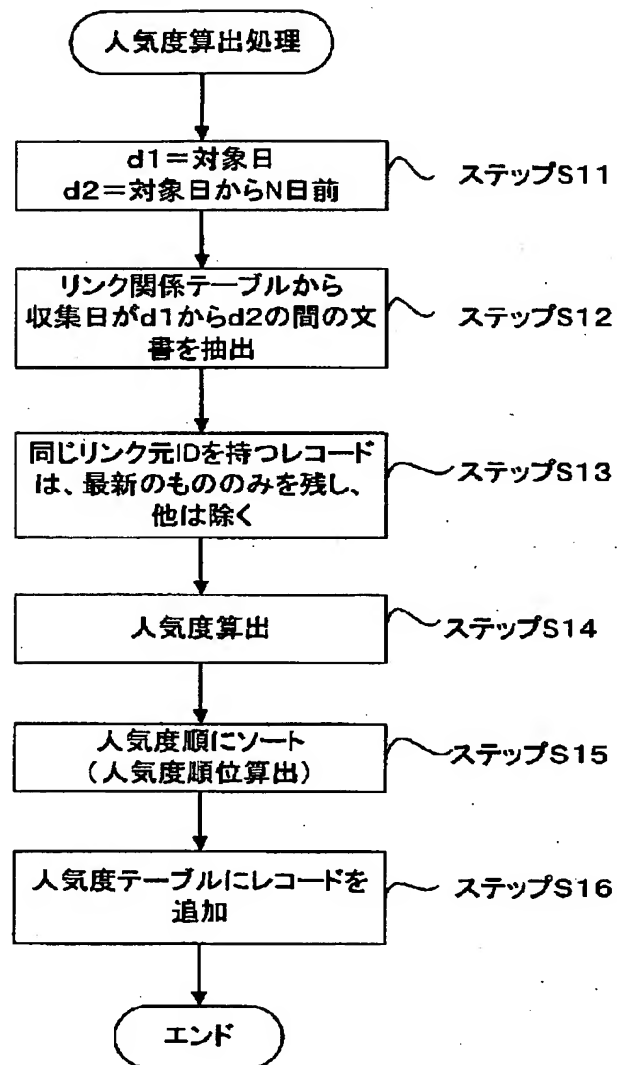 人気度算出処理
d1=対象日
d2=対象日からN日前
ステップS11
リンク関係テーブルから
収集日がd1からd2の間の文
書を抽出
ステップS12
同じリンク元IDを持つレコード
は、最新のもののみを残し、
他は除く
ステップS13
人気度算出
ステップS14
人気度順にソート
(人気度順位算出)
ステップS15
人気度テーブルにレコードを
追加
ステップS16
エンド